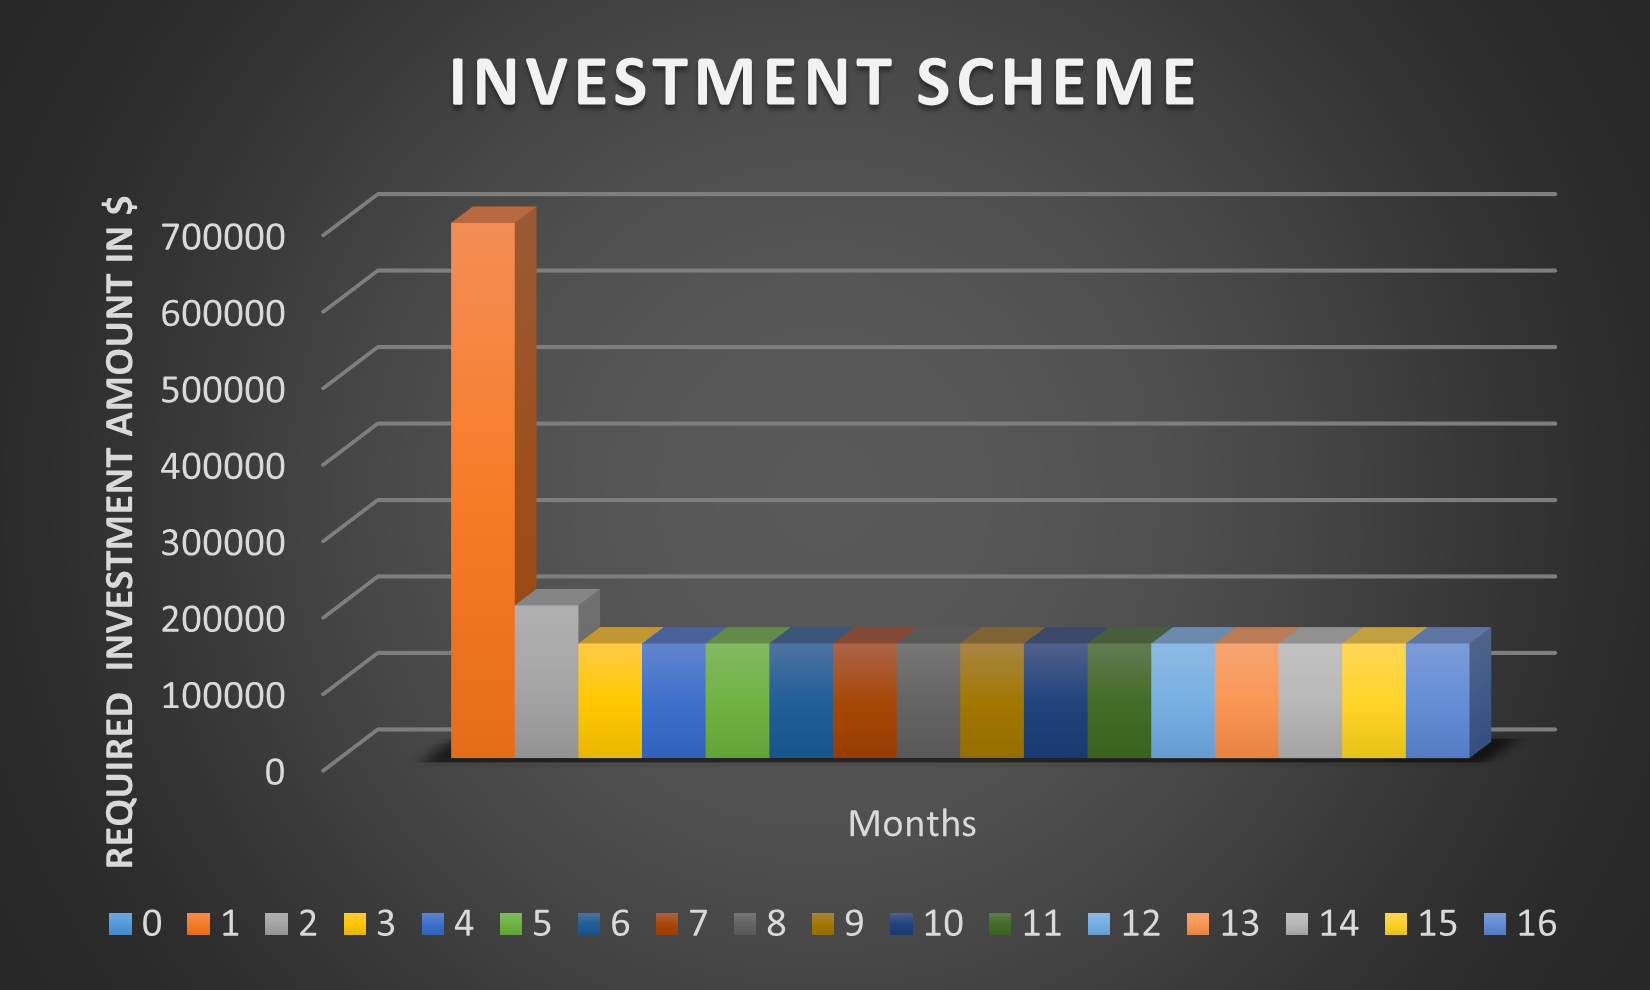 INVESTMENT SCHEME
REQUIRED INVESTMENT AMOUNT IN $
700000
600000
500000
400000
300000
200000
100000
0
Months
0 1 2 3 4 5 6 7 8 9 10 11 12 13 14 15 16